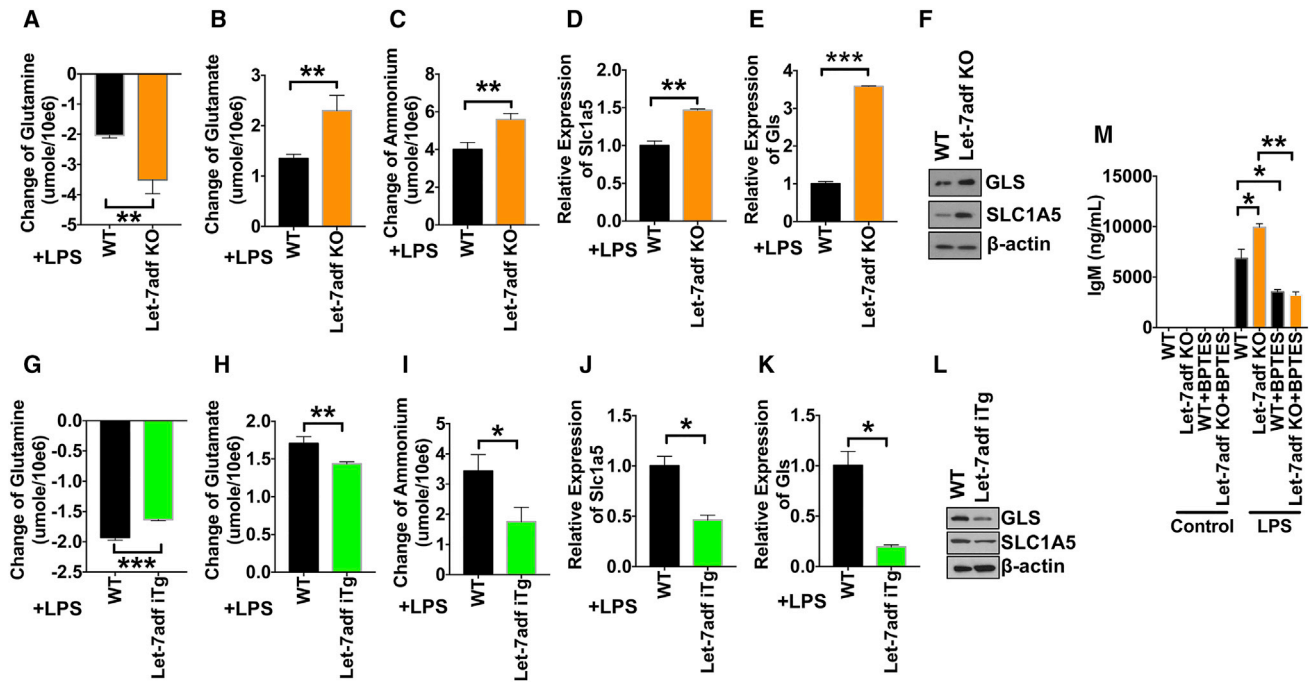 A
Change of Glutamine
(umole/10e6)
0
-1
-2
-3
-4
-5
**
+LPS
WT
Let-7adf KO
B
Change of Glutamate
(umole/10e6)
3
2
1
0
**
+LPS
WT
Let-7adf KO
C
Change of Ammonium
(umole/10e6)
8
6
4
2
0
**
+LPS
WT
Let-7adf KO
D
Relative Expression
of Slc1a5
2.0
1.5
1.0
0.5
0.0
**
+LPS
WT
Let-7adf KO
E
Relative Expression
of Gls
4
3
2
1
0
***
+LPS
WT
Let-7adf KO
F
WT
Let-7adf KO
GLS
SLC1A5
β-actin
M
IgM (ng/mL)
15000
10000
5000
0
**
*
*
WT
Let-7adf KO
WT+BPTES
Let-7adf KO+BPTES
WT
Let-7adf KO
WT+BPTES
Let-7adf KO+BPTES
Control
LPS
G
Change of Glutamine
(umole/10e6)
0.0
-0.5
-1.0
-1.5
-2.0
-2.5
***
+LPS
WT
Let-7adf iTg
H
Change of Glutamate
(umole/10e6)
2.0
1.5
1.0
0.5
0.0
**
+LPS
WT
Let-7adf iTg
I
Change of Ammonium
(umole/10e6)
5
4
3
2
1
0
*
+LPS
WT
Let-7adf iTg
J
Relative Expression
of Slc1a5
1.5
1.0
0.5
0.0
*
+LPS
WT
Let-7adf iTg
K
Relative Expression
of Gls
1.5
1.0
0.5
0.0
*
+LPS
WT
Let-7adf iTg
L
WT
Let-7adf iTg
GLS
SLC1A5
β-actin